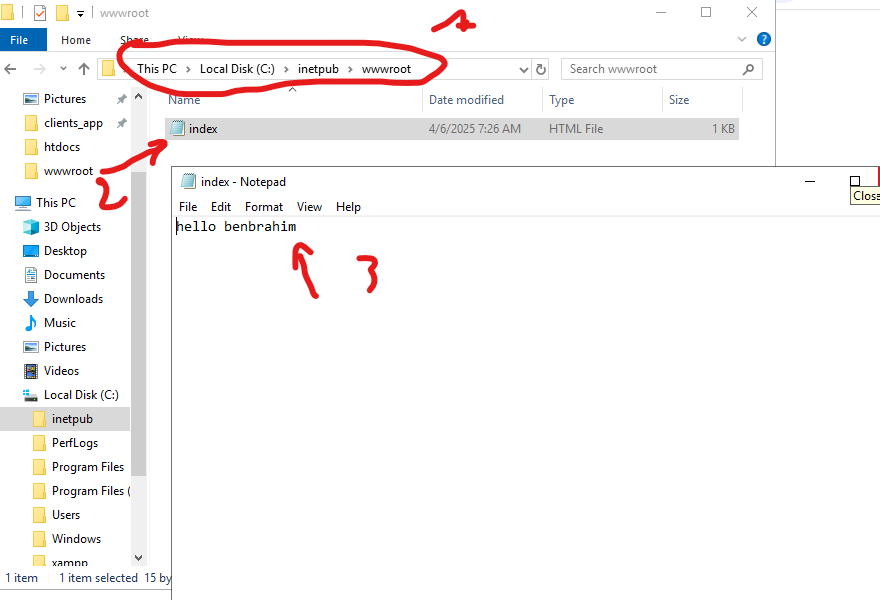 wwwroot
1
File Home Share View
This PC Local Disk (C:) inetpub wwwroot Search wwwroot
Name Date modified Type Size
index 4/6/2025 7:26 AM HTML File 1 KB
Pictures
clients_app
htdocs
wwwroot
2
This PC
3D Objects
Desktop
Documents
Downloads
Music
Pictures
Videos
Local Disk (C:)
inetpub
PerfLogs
Program Files
Program Files (
Users
Windows
xampp
1 item 1 item selected 15 by
index - Notepad
Close
File Edit Format View Help
hello benbrahim
3